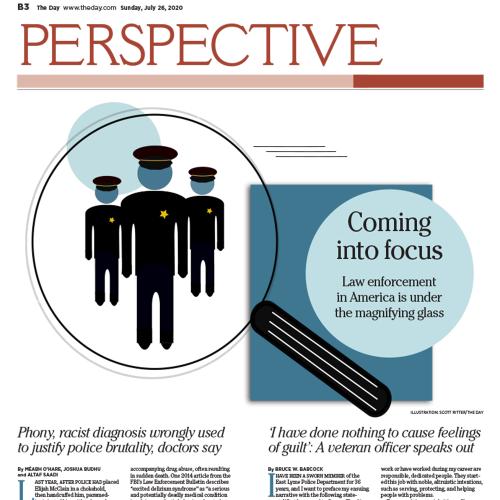 B3 The Day www.theday.com Sunday, July 26, 2020
PERSPECTIVE
Coming
into focus
Law enforcement
in America is under
the magnifying glass
ILLUSTRATION: SCOTT RITTER/THE DAY
Phony, racist diagnosis wrongly used
to justify police brutality, doctors say
By MÉABH O'HARE, JOSHUA BUDHU
and ALTAF SAADI
LAST YEAR, AFTER POLICE HAD placed
Elijah McClain in a chokehold,
then handcuffed him, pummed-
accompanying drug abuse, often resulting
in sudden death. One 2014 article from the
FBI's Law Enforcement Bulletin describes
"excited delirium syndrome" as "a serious
and potentially deadly medical condition
'I have done nothing to cause feelings
of guilt': A veteran officer speaks out
By BRUCE W. BABCOCK
I HAVE BEEN A SWORN MEMBER of the
East Lyme Police Department for 36
years, and I want to preface my ensuing
narrative with the following state-
work or have worked during my career are
responsible, dedicated people. They start-
ed this job with noble, altruistic intentions,
such as serving, protecting, and helping
people with problems.